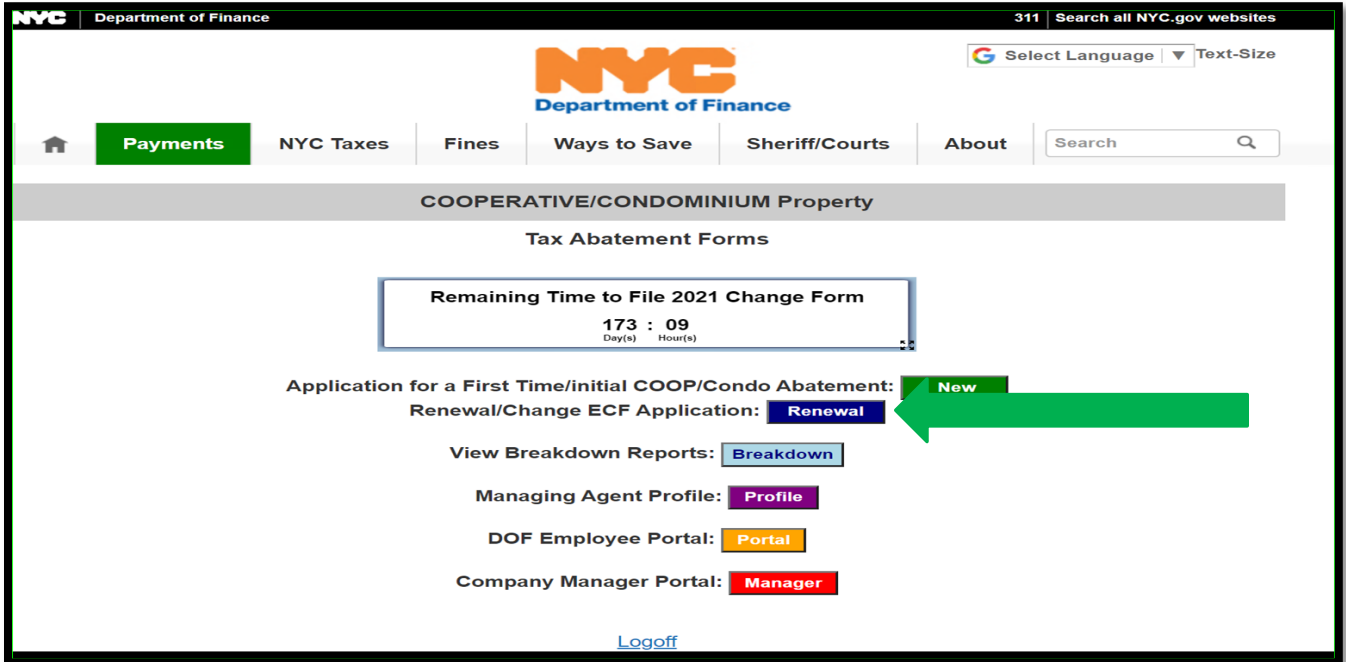 NYC Department of Finance 311 Search all NYC.gov websites
NYC
Department of Finance
G Select Language ▼ Text-Size
Payments NYC Taxes Fines Ways to Save Sheriff/Courts About Search
COOPERATIVE/CONDOMINIUM Property
Tax Abatement Forms
Remaining Time to File 2021 Change Form
173 : 09
Day(s) Hour(s)
Application for a First Time/initial COOP/Condo Abatement: New
Renewal/Change ECF Application: Renewal
View Breakdown Reports: Breakdown
Managing Agent Profile: Profile
DOF Employee Portal: Portal
Company Manager Portal: Manager
Logoff